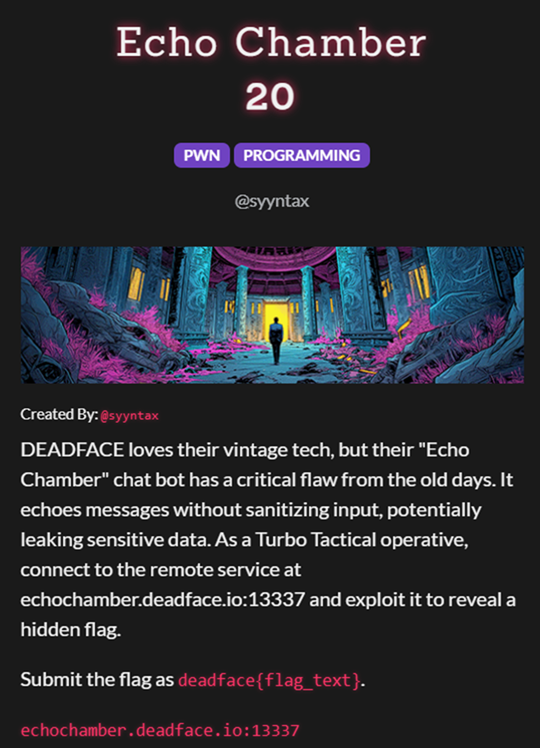 Echo Chamber
20
PWN PROGRAMMING
@syyntax
Created By: @syyntax
DEADFACE loves their vintage tech, but their "Echo
Chamber" chat bot has a critical flaw from the old days. It
echoes messages without sanitizing input, potentially
leaking sensitive data. As a Turbo Tactical operative,
connect to the remote service at
echochamber.deadface.io:13337 and exploit it to reveal a
hidden flag.
Submit the flag as deadface{flag_text}.
echochamber.deadface.io:13337